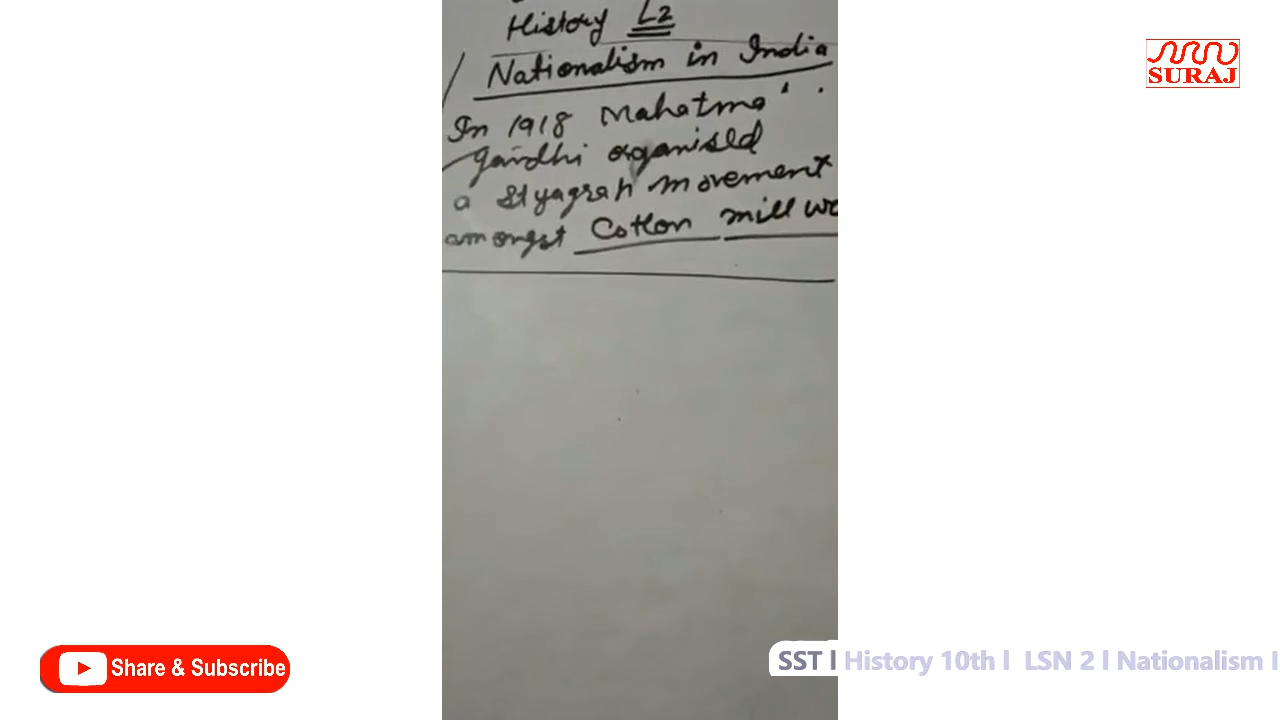 History L2
Nationalism in India
In 1918 Mahatma
Gandhi organised
a Styagrah movement
amongst Cotton mill wo
SURAJ
Share & Subscribe
SST l History 10th l LSN 2 l Nationalism I